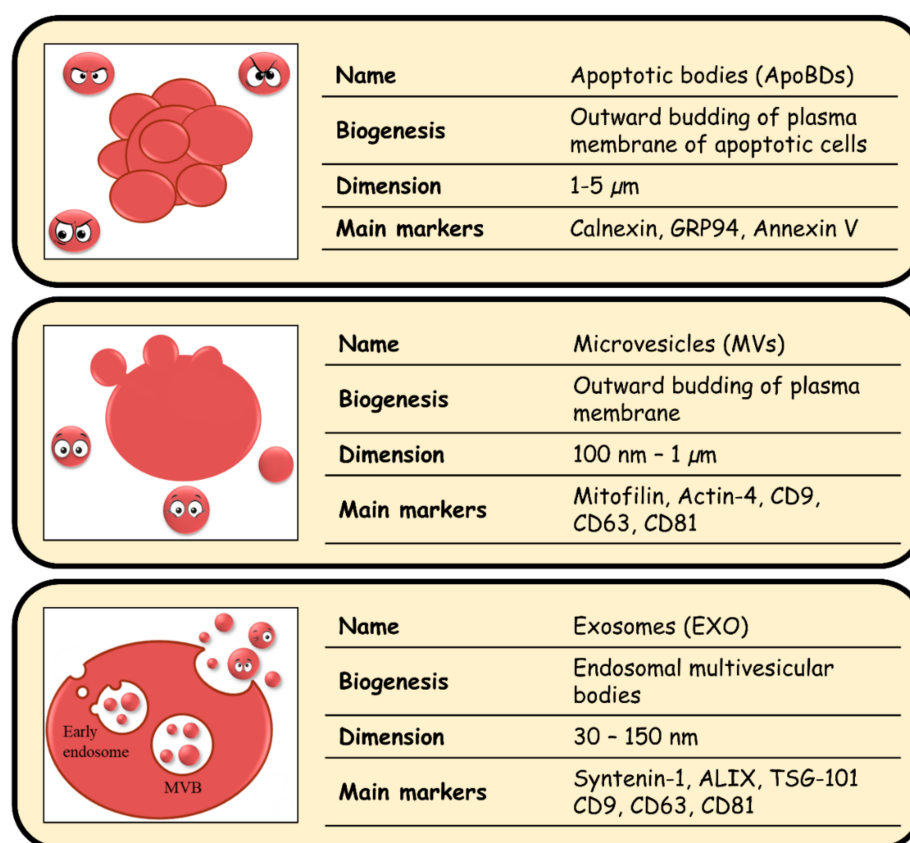 Name Apoptotic bodies (ApoBDs)
Biogenesis Outward budding of plasma
membrane of apoptotic cells
Dimension 1-5 µm
Main markers Calnexin, GRP94, Annexin V
Name Microvesicles (MVs)
Biogenesis Outward budding of plasma
membrane
Dimension 100 nm – 1 µm
Main markers Mitofilin, Actin-4, CD9,
CD63, CD81
Early
endosome
MVB
Name Exosomes (EXO)
Biogenesis Endosomal multivesicular
bodies
Dimension 30 – 150 nm
Main markers Syntenin-1, ALIX, TSG-101
CD9, CD63, CD81